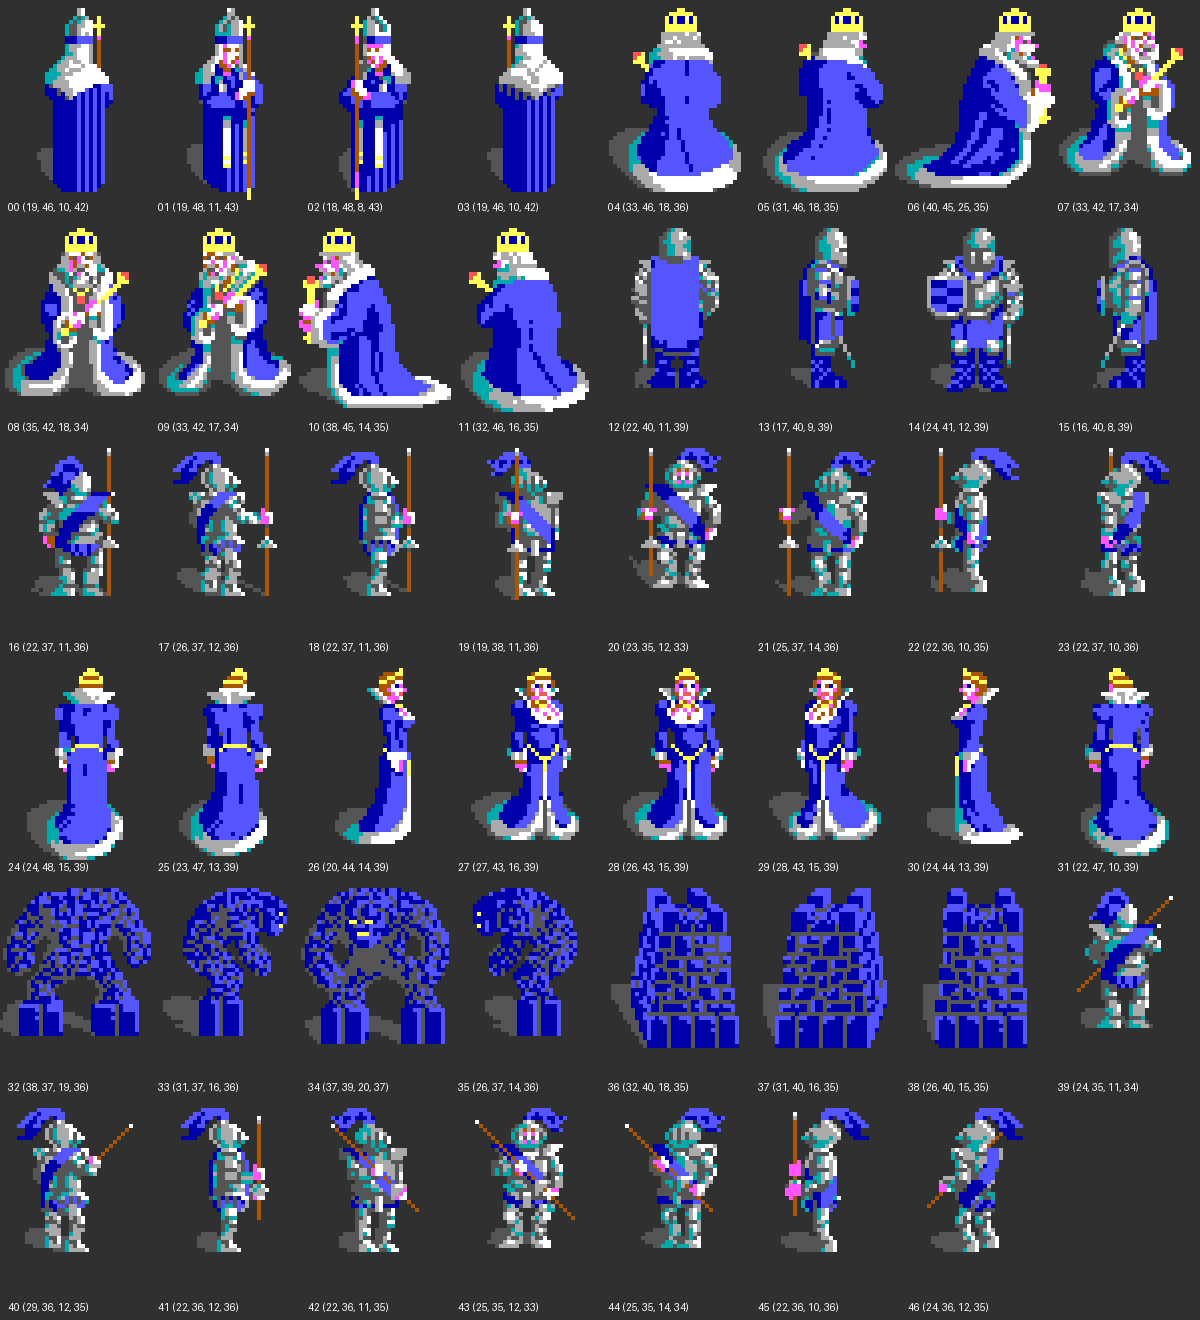 00 (19, 46, 10, 42) 01 (19, 48, 11, 43) 02 (18, 48, 8, 43) 03 (19, 46, 10, 42) 04 (33, 46, 18, 36) 05 (31, 46, 18, 35) 06 (40, 45, 25, 35) 07 (33, 42, 17, 34)
08 (35, 42, 18, 34) 09 (33, 42, 17, 34) 10 (38, 45, 14, 35) 11 (32, 46, 16, 35) 12 (22, 40, 11, 39) 13 (17, 40, 9, 39) 14 (24, 41, 12, 39) 15 (16, 40, 8, 39)
16 (22, 37, 11, 36) 17 (26, 37, 12, 36) 18 (22, 37, 11, 36) 19 (19, 38, 11, 36) 20 (23, 35, 12, 33) 21 (25, 37, 14, 36) 22 (22, 36, 10, 35) 23 (22, 37, 10, 36)
24 (24, 48, 15, 39) 25 (23, 47, 13, 39) 26 (20, 44, 14, 39) 27 (27, 43, 16, 39) 28 (26, 43, 15, 39) 29 (28, 43, 15, 39) 30 (24, 44, 13, 39) 31 (22, 47, 10, 39)
32 (38, 37, 19, 36) 33 (31, 37, 16, 36) 34 (37, 39, 20, 37) 35 (26, 37, 14, 36) 36 (32, 40, 18, 35) 37 (31, 40, 16, 35) 38 (26, 40, 15, 35) 39 (24, 35, 11, 34)
40 (29, 36, 12, 35) 41 (22, 36, 12, 36) 42 (22, 36, 11, 35) 43 (25, 35, 12, 33) 44 (25, 35, 14, 34) 45 (22, 36, 10, 36) 46 (24, 36, 12, 35)